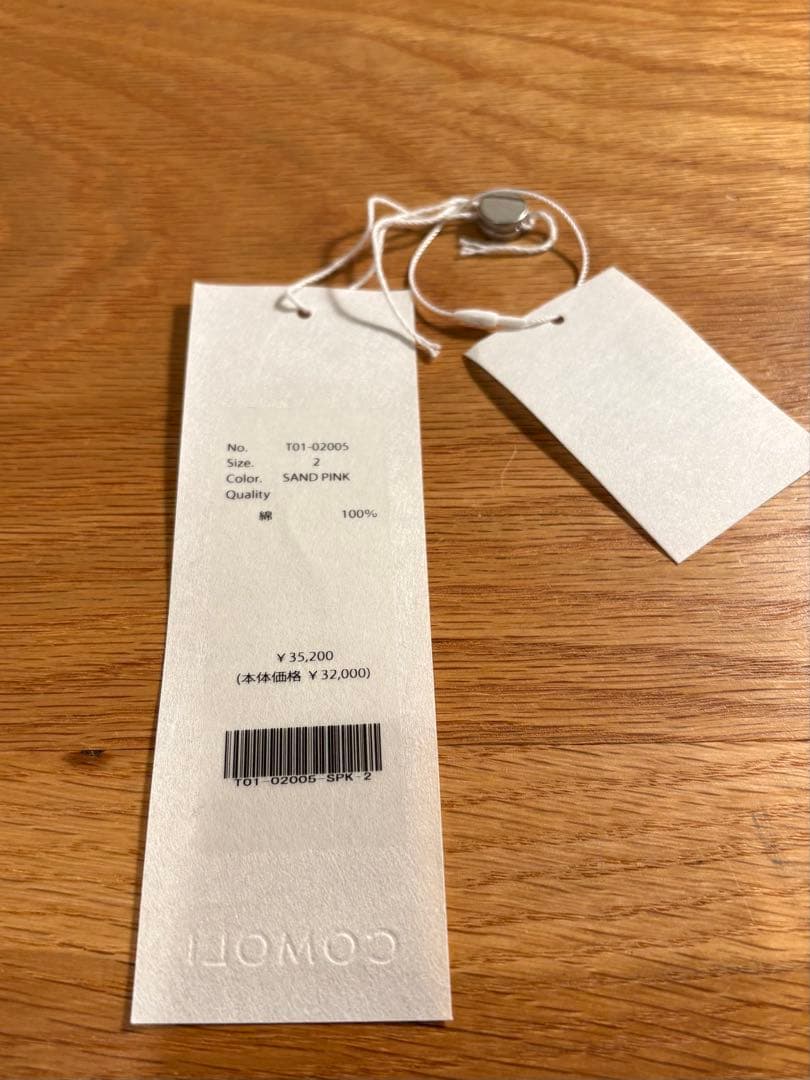 No. T01-02005
Size. 2
Color. SAND PINK
Quality
綿 100%
¥35,200
(本体価格 ¥32,000)
T01-02005-SPK-2
COMOLI